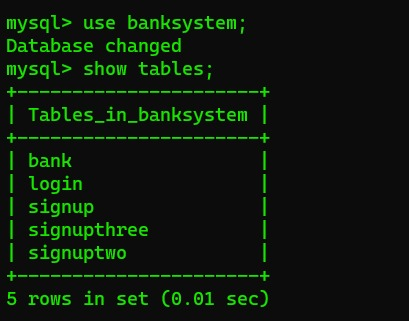 mysql> use banksystem;
Database changed
mysql> show tables;
+----------------------+
| Tables_in_banksystem |
+----------------------+
| bank                 |
| login                |
| signup               |
| signupthree          |
| signuptwo            |
+----------------------+
5 rows in set (0.01 sec)